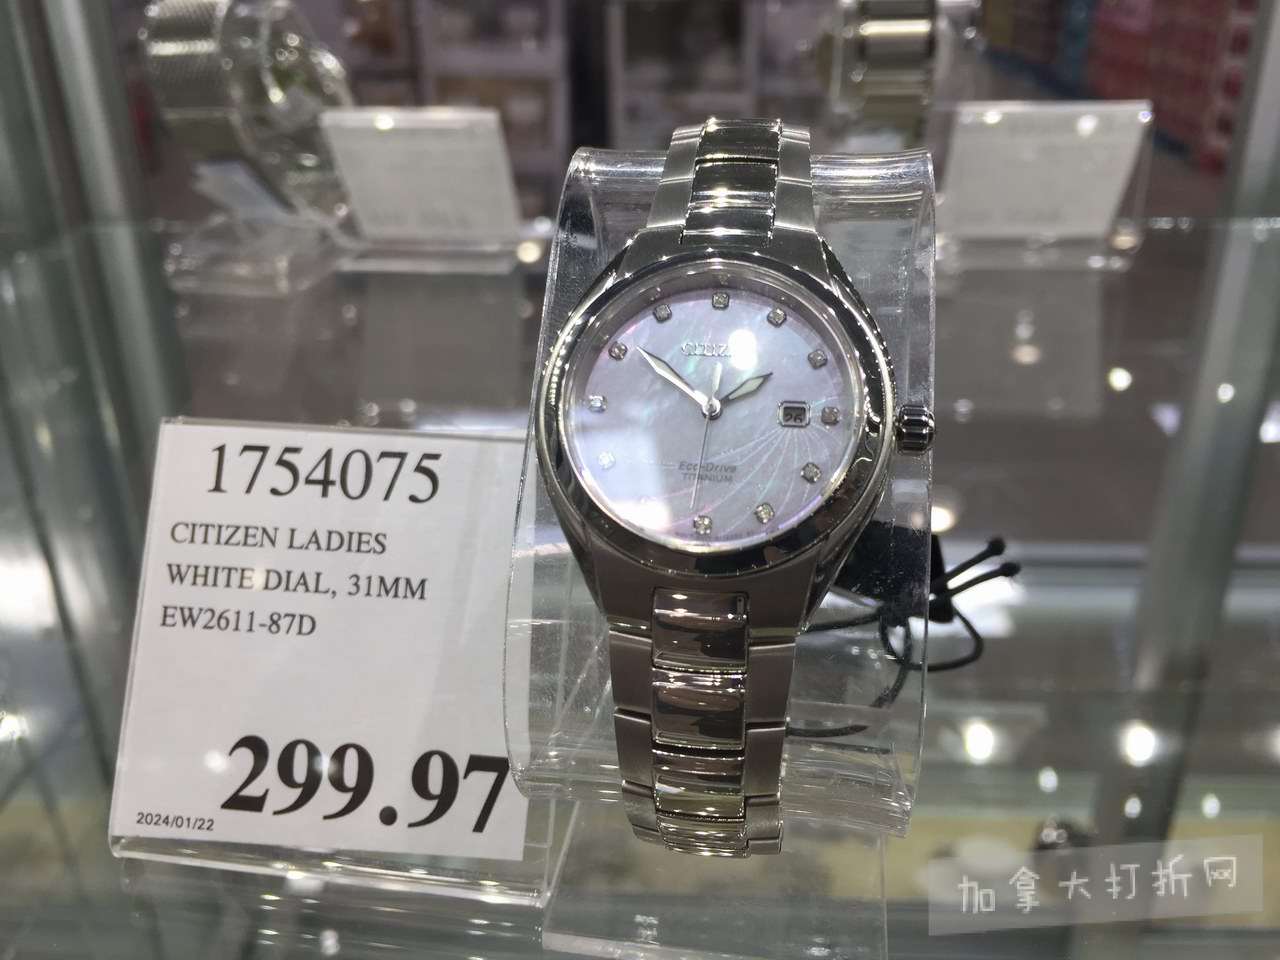 1754075
CITIZEN LADIES
WHITE DIAL, 31MM
EW2611-87D
299.97
2024/01/22
26
Eco-Drive
TITANIUM
加拿大打折网